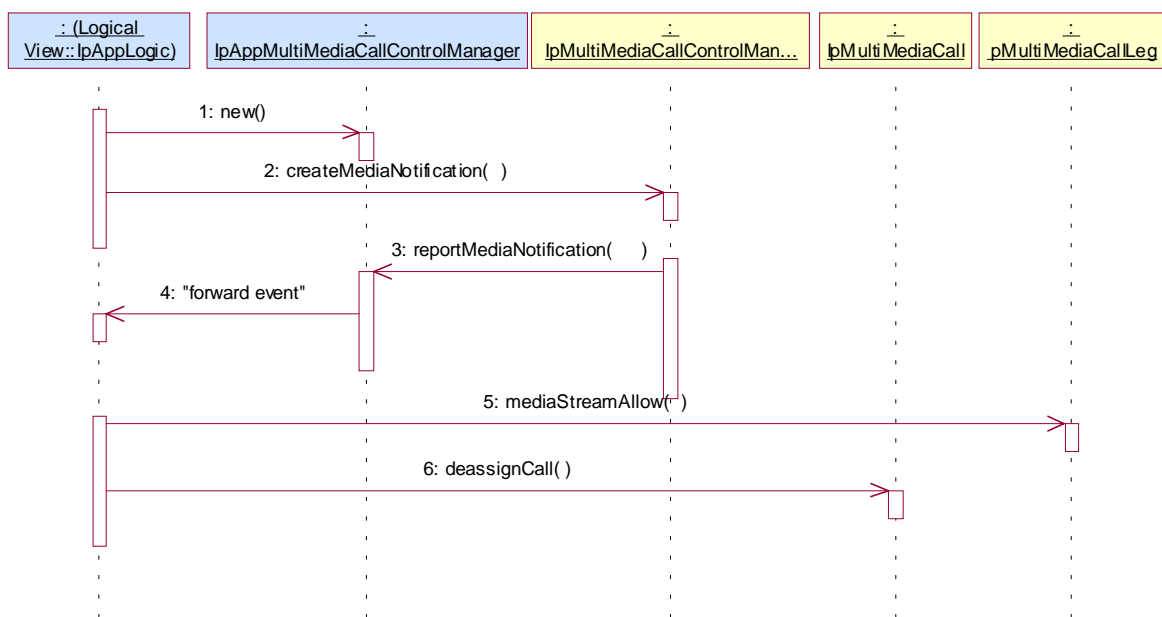 : (Logical
View::IpAppLogic)
:
IpAppMultiMediaCallControlManager
:
IpMultiMediaCallControlMan...
:
IpMultiMediaCall
:
pMultiMediaCallLeg
1: new()
2: createMediaNotification( )
3: reportMediaNotification( )
4: "forward event"
5: mediaStreamAllow( )
6: deassignCall( )